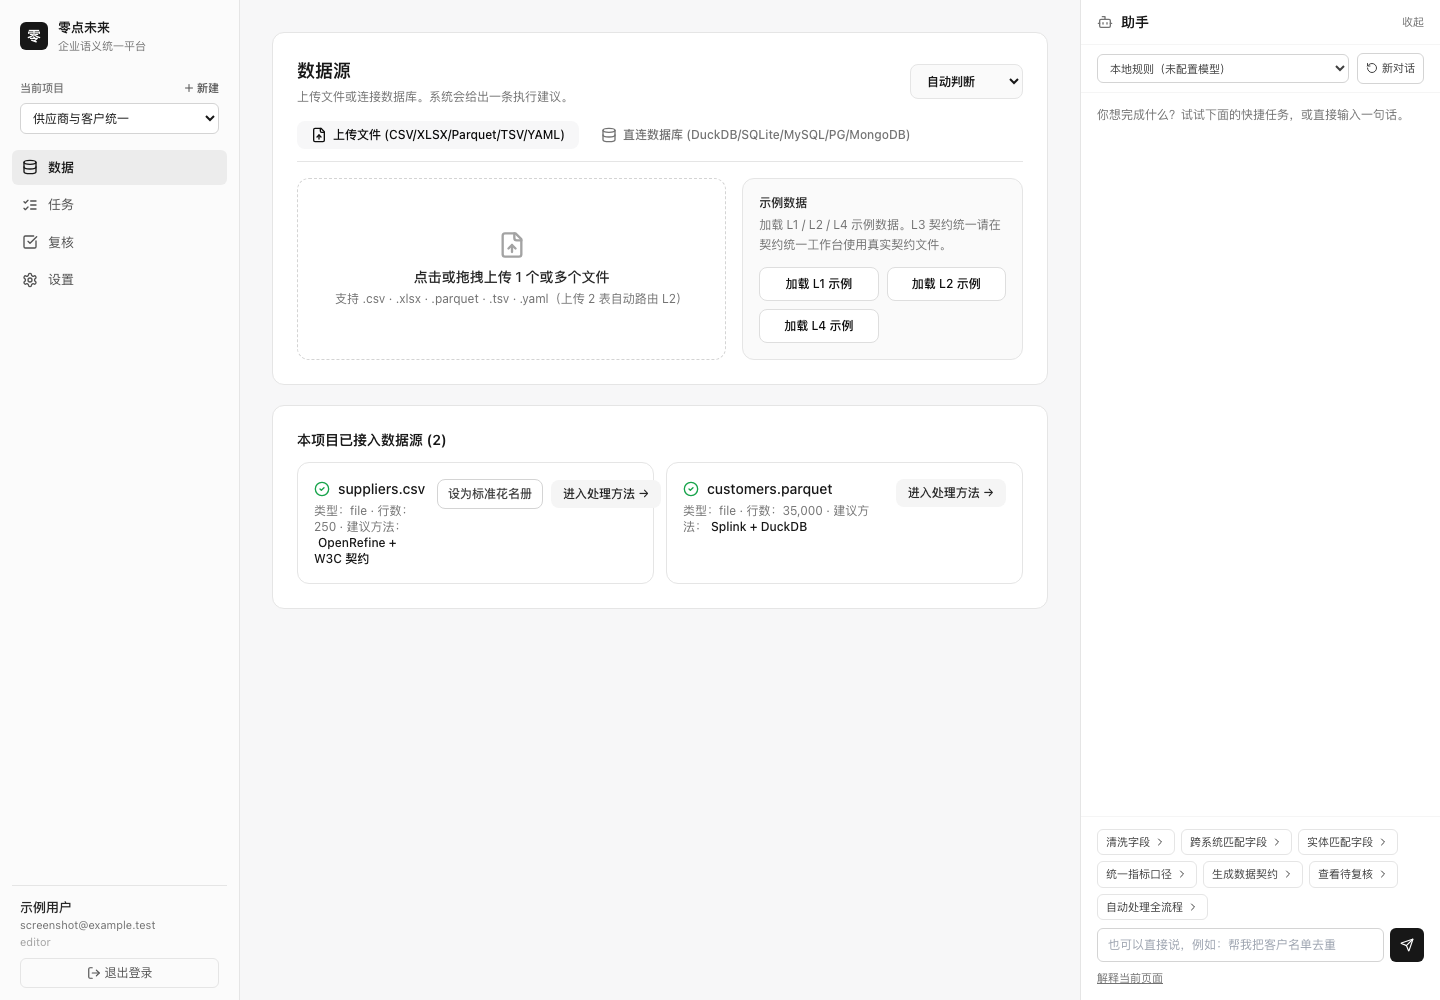 零
零点未来
企业语义统一平台
当前项目
新建
供应商与客户统一
数据
任务
复核
设置
示例用户
screenshot@example.test
editor
退出登录
数据源
上传文件或连接数据库。系统会给出一条执行建议。
自动判断
上传文件 (CSV/XLSX/Parquet/TSV/YAML)
直连数据库 (DuckDB/SQLite/MySQL/PG/MongoDB)
点击或拖拽上传 1 个或多个文件
支持 .csv · .xlsx · .parquet · .tsv · .yaml（上传 2 表自动路由 L2）
示例数据
加载 L1 / L2 / L4 示例数据。L3 契约统一请在
契约统一工作台使用真实契约文件。
加载 L1 示例
加载 L2 示例
加载 L4 示例
本项目已接入数据源 (2)
suppliers.csv
类型：file · 行数：
250 · 建议方法：
OpenRefine +
W3C 契约
设为标准花名册
进入处理方法 →
customers.parquet
类型：file · 行数：35,000 · 建议方
法： Splink + DuckDB
进入处理方法 →
助手
收起
本地规则（未配置模型）
新对话
你想完成什么？试试下面的快捷任务，或直接输入一句话。
清洗字段
跨系统匹配字段
实体匹配字段
统一指标口径
生成数据契约
查看待复核
自动处理全流程
也可以直接说，例如：帮我把客户名单去重
解释当前页面